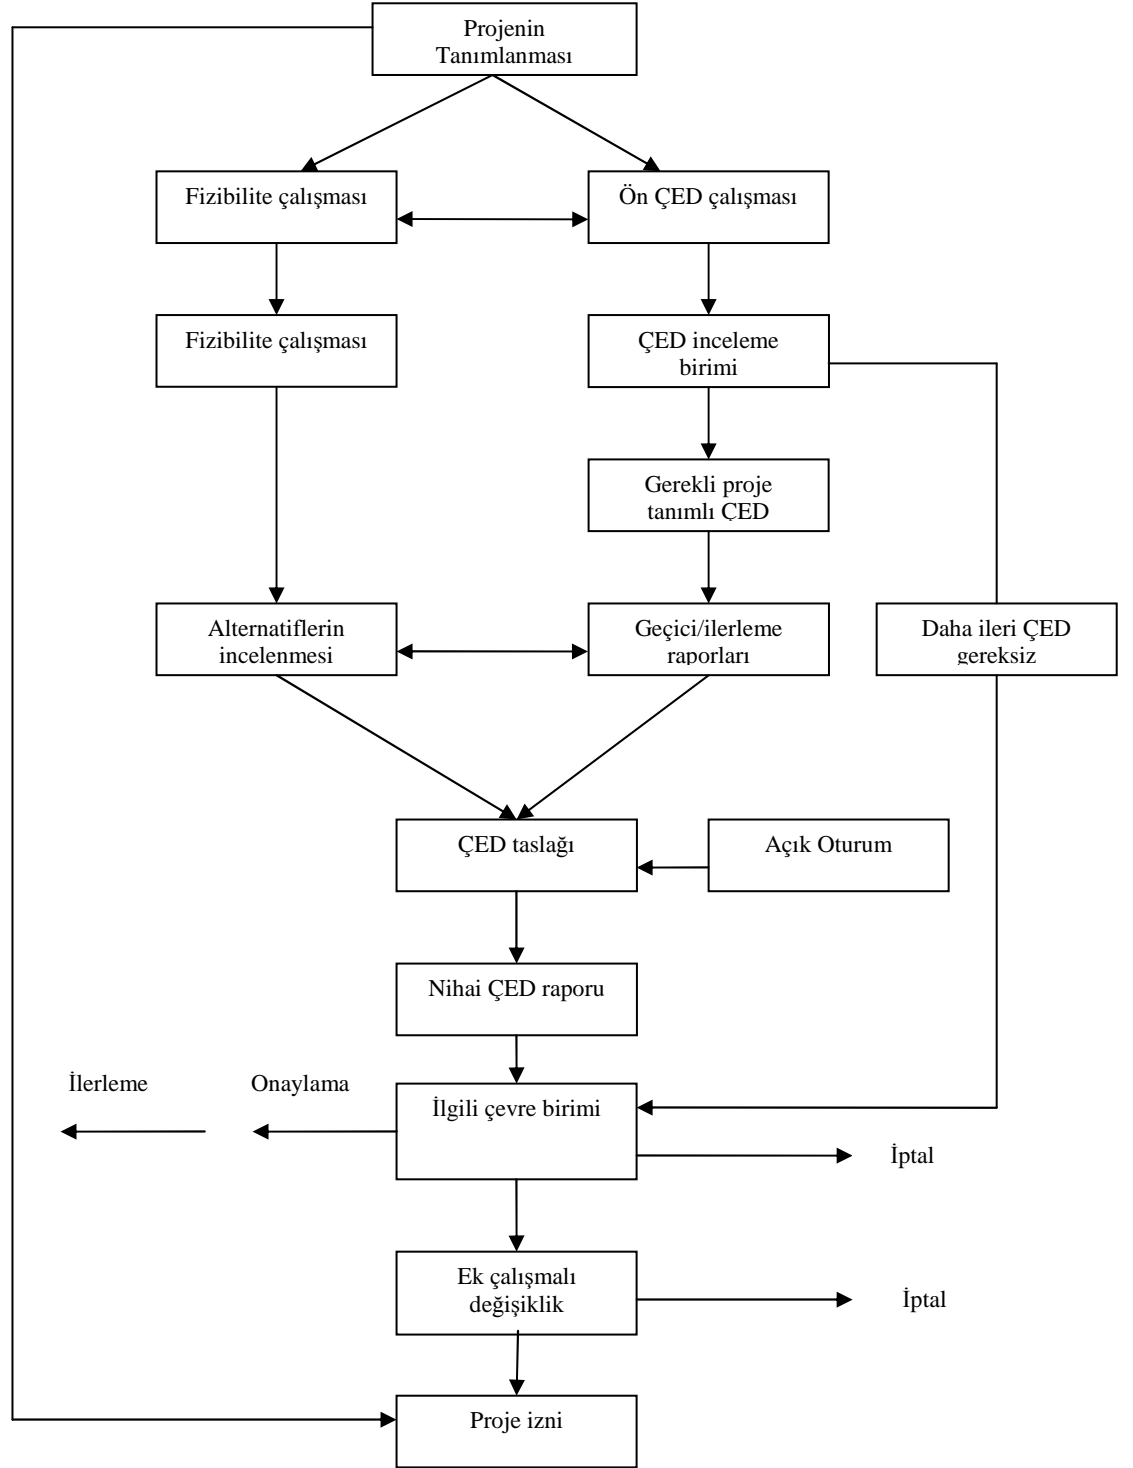 Projenin
Tanımlanması
Fizibilite çalışması
Ön ÇED çalışması
Fizibilite çalışması
ÇED inceleme
birimi
Gerekli proje
tanımlı ÇED
Alternatiflerin
incelenmesi
Geçici/ilerleme
raporları
Daha ileri ÇED
gereksiz
ÇED taslağı
Açık Oturum
Nihai ÇED raporu
İlerleme
Onaylama
İlgili çevre birimi
İptal
Ek çalışmalı
değişiklik
İptal
Proje izni